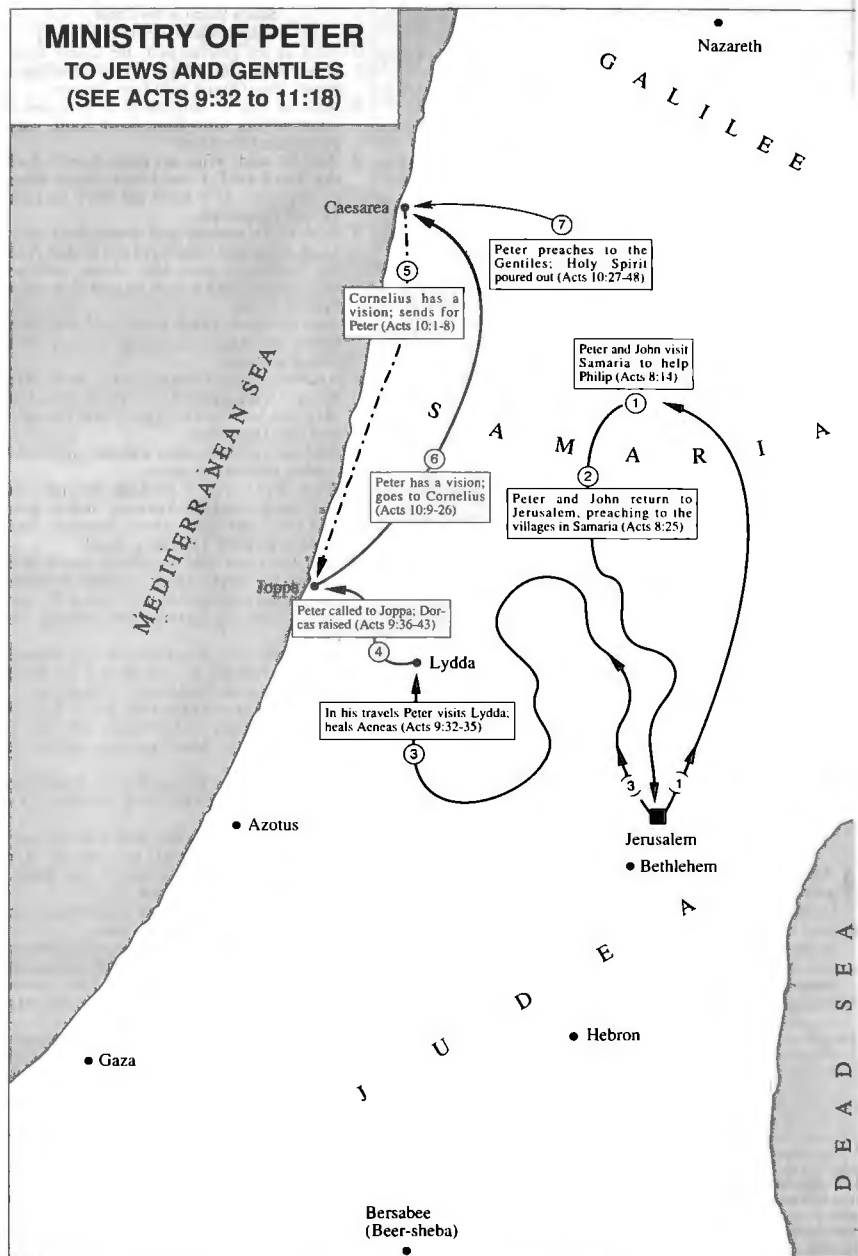 MINISTRY OF PETER
TO JEWS AND GENTILES
(SEE ACTS 9:32 to 11:18)
Nazareth
GALILEE
Caesarea
7
Peter preaches to the
Gentiles; Holy Spirit
poured out (Acts 10:27-48)
5
Cornelius has a
vision; sends for
Peter (Acts 10:1-8)
MEDITERRANEAN SEA
Peter and John visit
Samaria to help
Philip (Acts 8:14)
1
SAMARIA
6
Peter has a vision;
goes to Cornelius
(Acts 10:9-26)
2
Peter and John return to
Jerusalem, preaching to the
villages in Samaria (Acts 8:25)
Joppa
Peter called to Joppa; Dor-
cas raised (Acts 9:36-43)
4
Lydda
In his travels Peter visits Lydda;
heals Aeneas (Acts 9:32-35)
3
3
1
Azotus
Jerusalem
Bethlehem
JUDEA
Hebron
Gaza
DEAD SEA
Bersabee
(Beer-sheba)